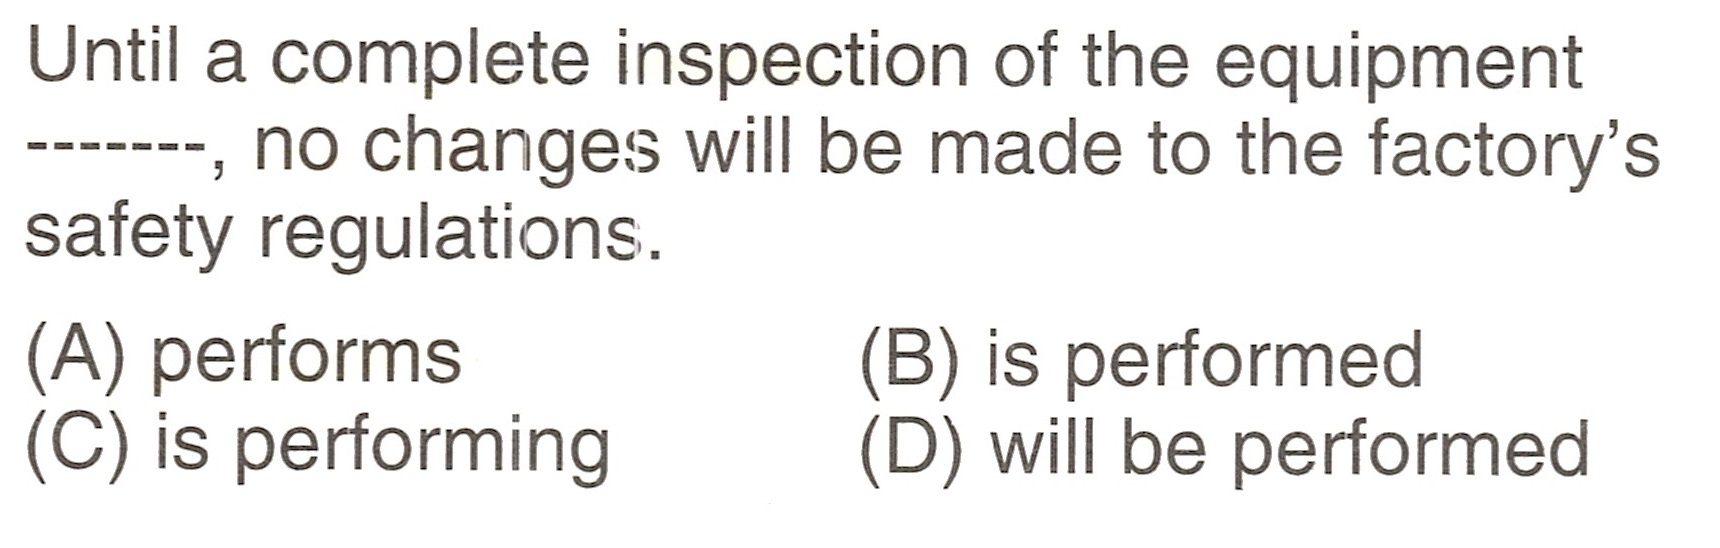 Until a complete inspection of the equipment
-------, no changes will be made to the factory's
safety regulations.
(A) performs (B) is performed
(C) is performing (D) will be performed